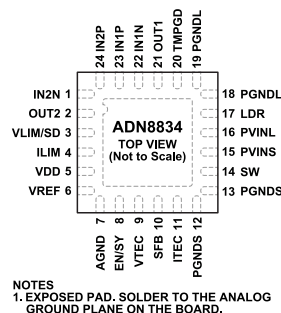 24 IN2P
23 IN1P
22 IN1N
21 OUT1
20 TMPGD
19 PGNDL
IN2N 1
OUT2 2
VLIM/SD 3
ILIM 4
VDD 5
VREF 6
ADN8834
TOP VIEW
(Not to Scale)
18 PGNDL
17 LDR
16 PVINL
15 PVINS
14 SW
13 PGNDS
AGND 7
EN/SY 8
VTEC 9
SFB 10
ITEC 11
PGNDS 12
NOTES
1. EXPOSED PAD. SOLDER TO THE ANALOG
GROUND PLANE ON THE BOARD.